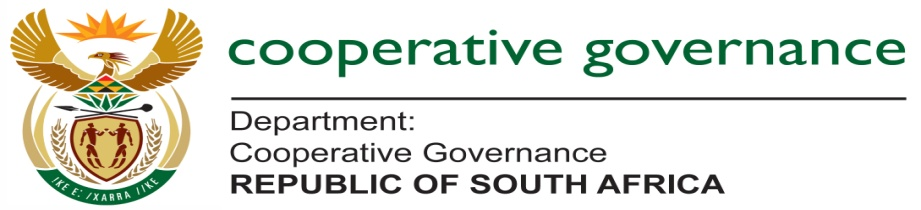 cooperative governance
Department:
Cooperative Governance
REPUBLIC OF SOUTH AFRICA
!KE E: /XARRA //KE